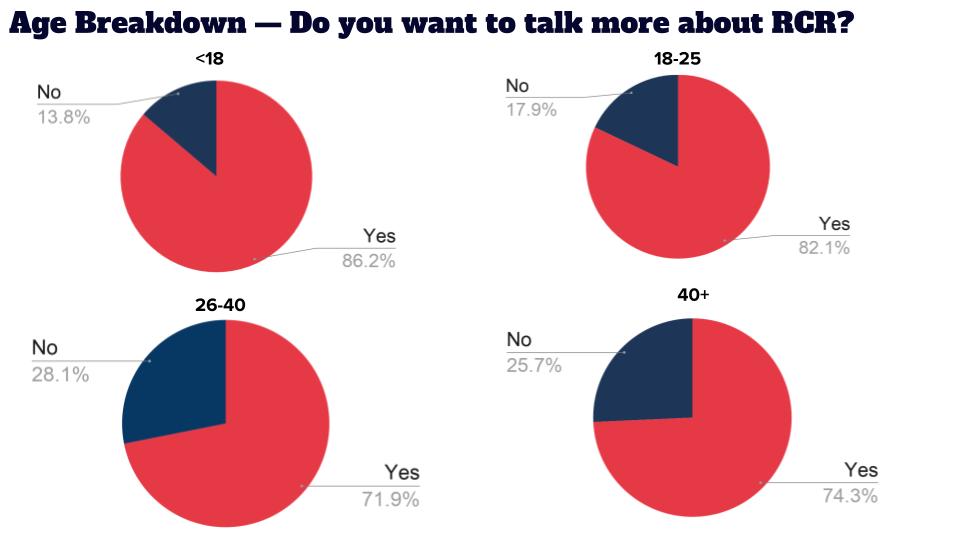 Age Breakdown — Do you want to talk more about RCR?
<18
No
13.8%
Yes
86.2%
18-25
No
17.9%
Yes
82.1%
26-40
No
28.1%
Yes
71.9%
40+
No
25.7%
Yes
74.3%